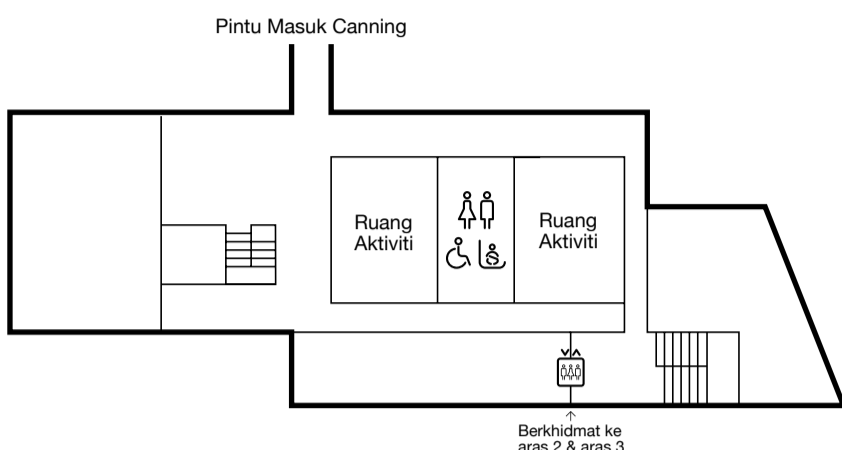 Pintu Masuk Canning
Ruang
Aktiviti
Ruang
Aktiviti
Berkhidmat ke
aras 2 & aras 3